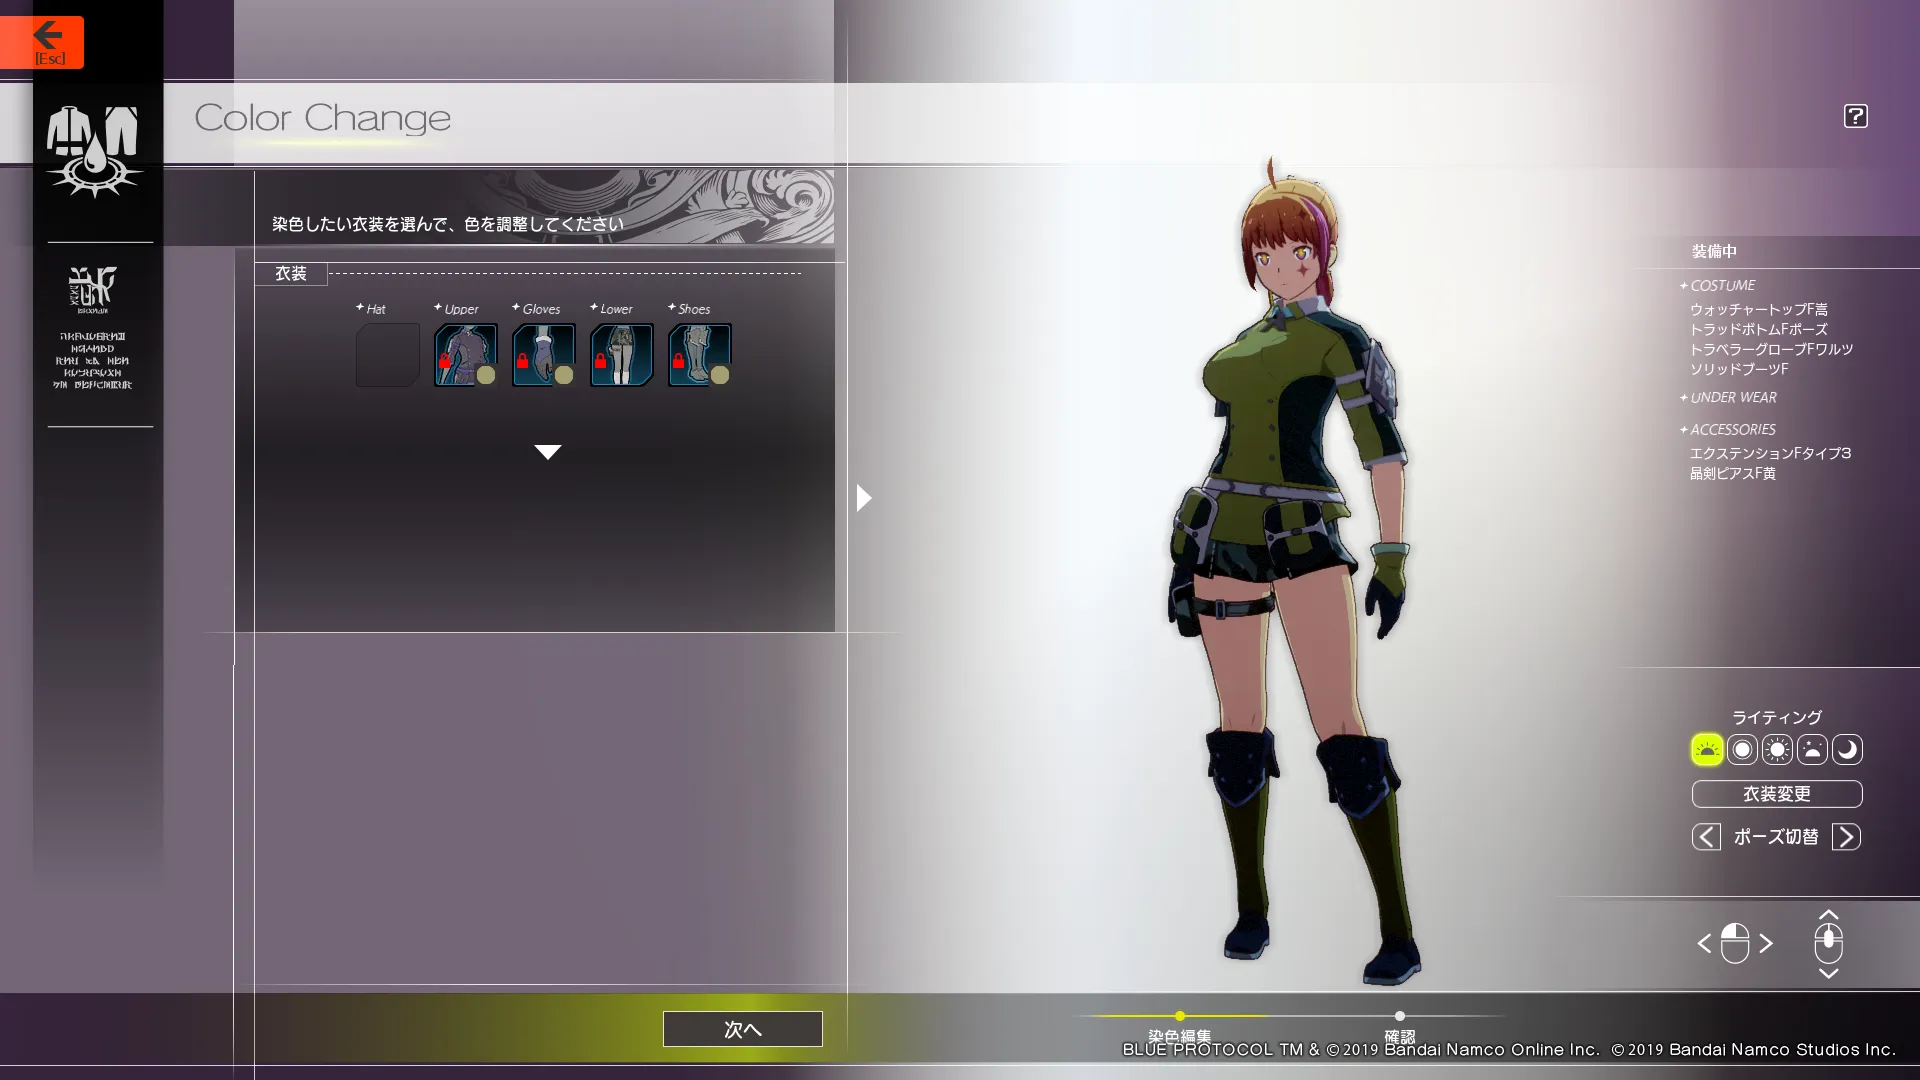 [Esc]
Color Change
?
染色したい衣装を選んで、色を調整してください
衣装
Hat
Upper
Gloves
Lower
Shoes
装備中
COSTUME
ウォッチャートップF嵩
トラッドボトムFポーズ
トラベラーグローブFワルツ
ソリッドブーツF
UNDER WEAR
ACCESSORIES
エクステンションFタイプ3
晶剣ピアスF黄
ライティング
衣装変更
ポーズ切替
次へ
染色編集
確認
BLUE PROTOCOL TM & ©2019 Bandai Namco Online Inc. ©2019 Bandai Namco Studios Inc.